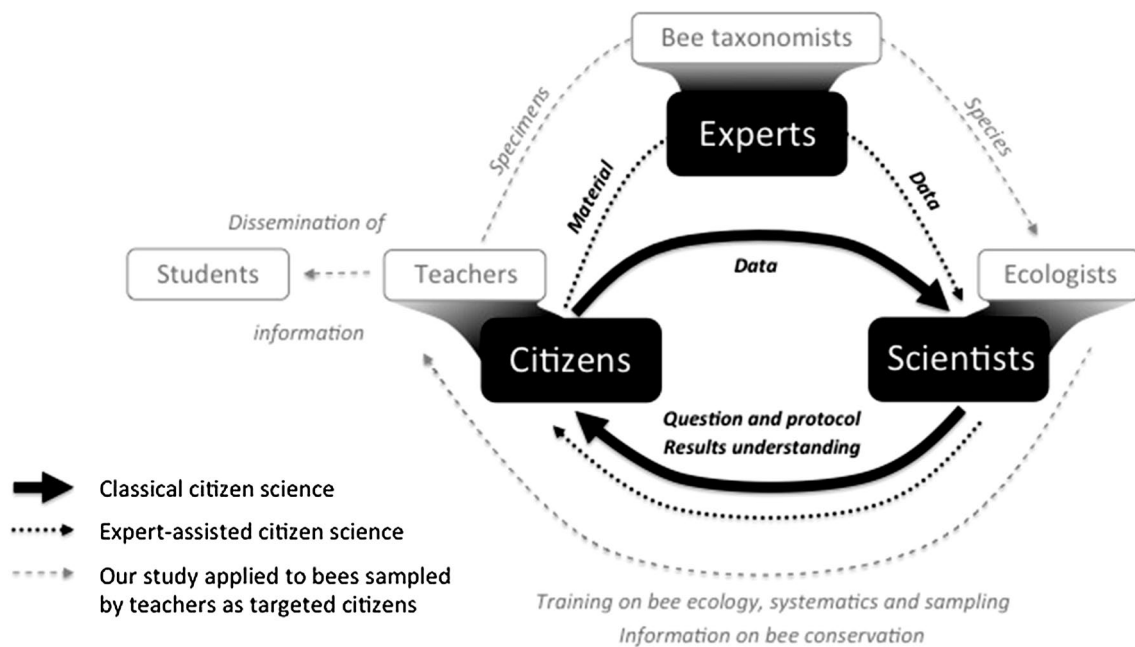 Bee taxonomists
Experts
Specimens
Species
Material
Data
Dissemination of
Students
Teachers
Data
Ecologists
information
Citizens
Scientists
Question and protocol
Results understanding
Classical citizen science
Expert-assisted citizen science
Our study applied to bees sampled
by teachers as targeted citizens
Training on bee ecology, systematics and sampling
Information on bee conservation